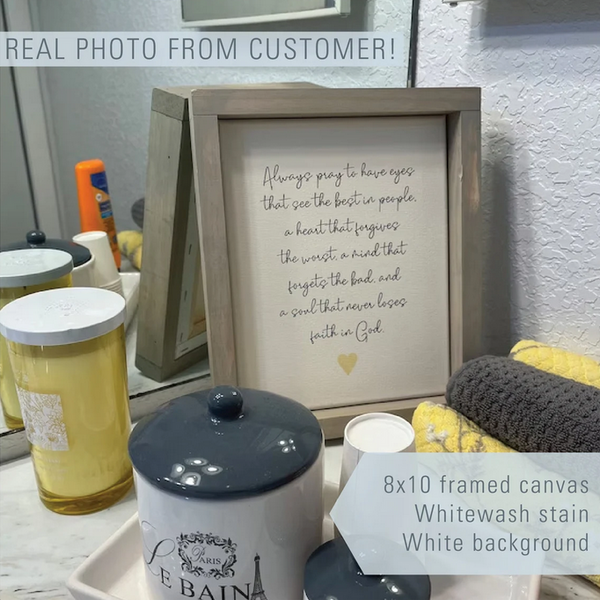 REAL PHOTO FROM CUSTOMER!
Always pray to have eyes
that see the best in people,
a heart that forgives
the worst, a mind that
forgets the bad, and
a soul that never loses
faith in God.
PARIS
LE BAIN
8x10 framed canvas
Whitewash stain
White background